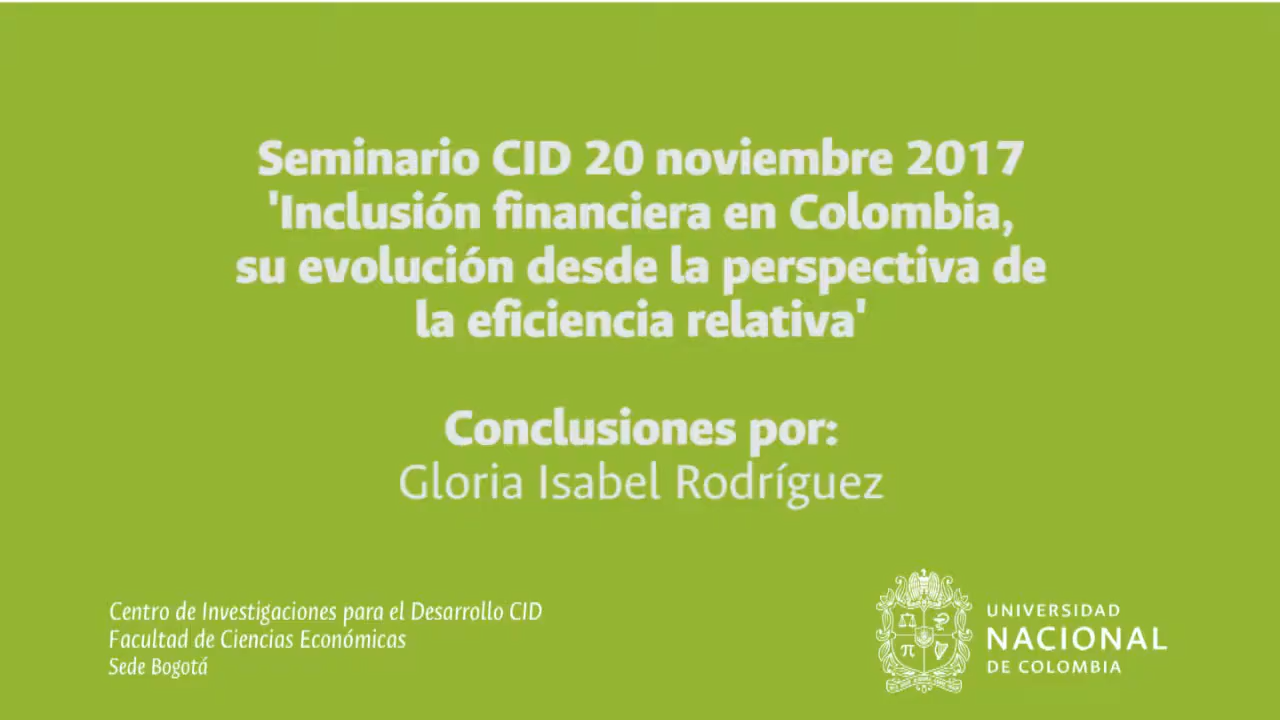 Seminario CID 20 noviembre 2017
'Inclusión financiera en Colombia,
su evolución desde la perspectiva de
la eficiencia relativa'
Conclusiones por:
Gloria Isabel Rodríguez
Centro de Investigaciones para el Desarrollo CID
Facultad de Ciencias Económicas
Sede Bogotá
UNIVERSIDAD
NACIONAL
DE COLOMBIA